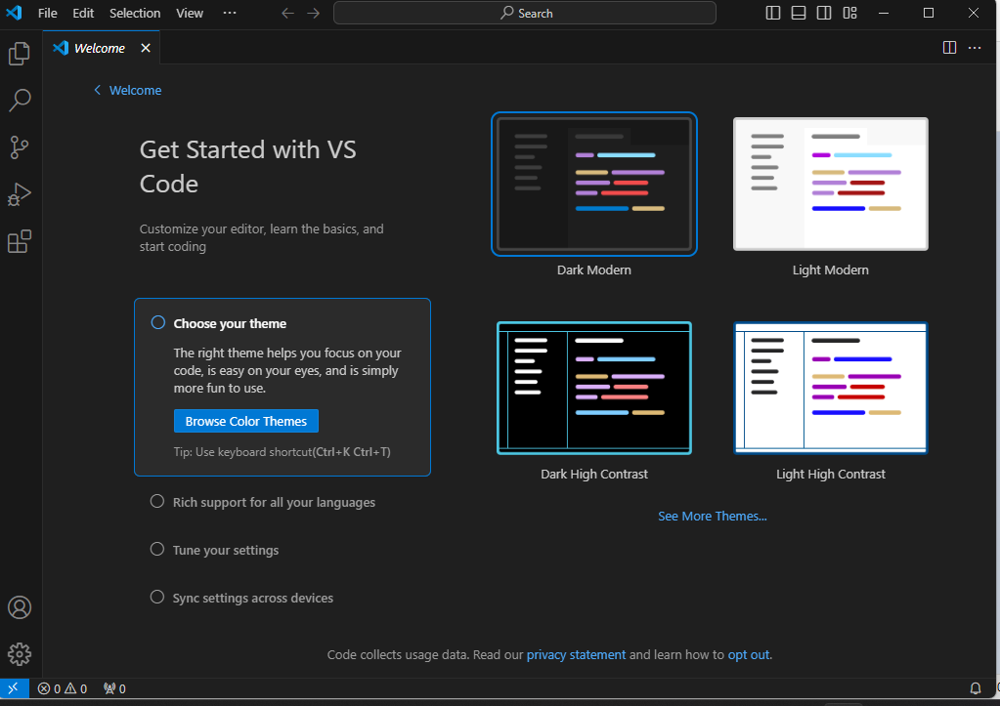 File Edit Selection View ··· Search
Welcome
Welcome
Get Started with VS
Code
Customize your editor, learn the basics, and
start coding
Choose your theme
The right theme helps you focus on your
code, is easy on your eyes, and is simply
more fun to use.
Browse Color Themes
Tip: Use keyboard shortcut(Ctrl+K Ctrl+T)
Rich support for all your languages
Tune your settings
Sync settings across devices
Dark Modern
Light Modern
Dark High Contrast
Light High Contrast
See More Themes...
Code collects usage data. Read our privacy statement and learn how to opt out.
0 0 0